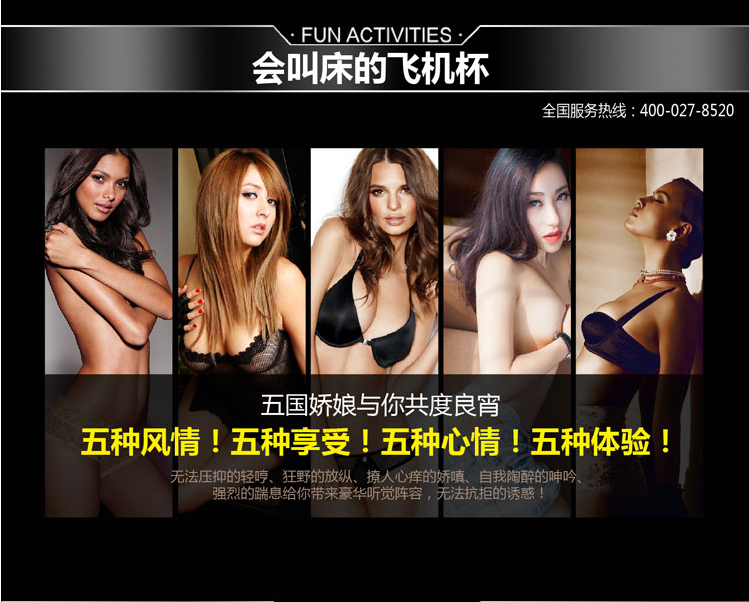 · FUN ACTIVITIES ·
会叫床的飞机杯
全国服务热线：400-027-8520
五国娇娘与你共度良宵
五种风情！五种享受！五种心情！五种体验！
无法压抑的轻哼、狂野的放纵、撩人心痒的娇嗔、自我陶醉的呻吟、
强烈的踹息给你带来豪华听觉阵容，无法抗拒的诱惑！